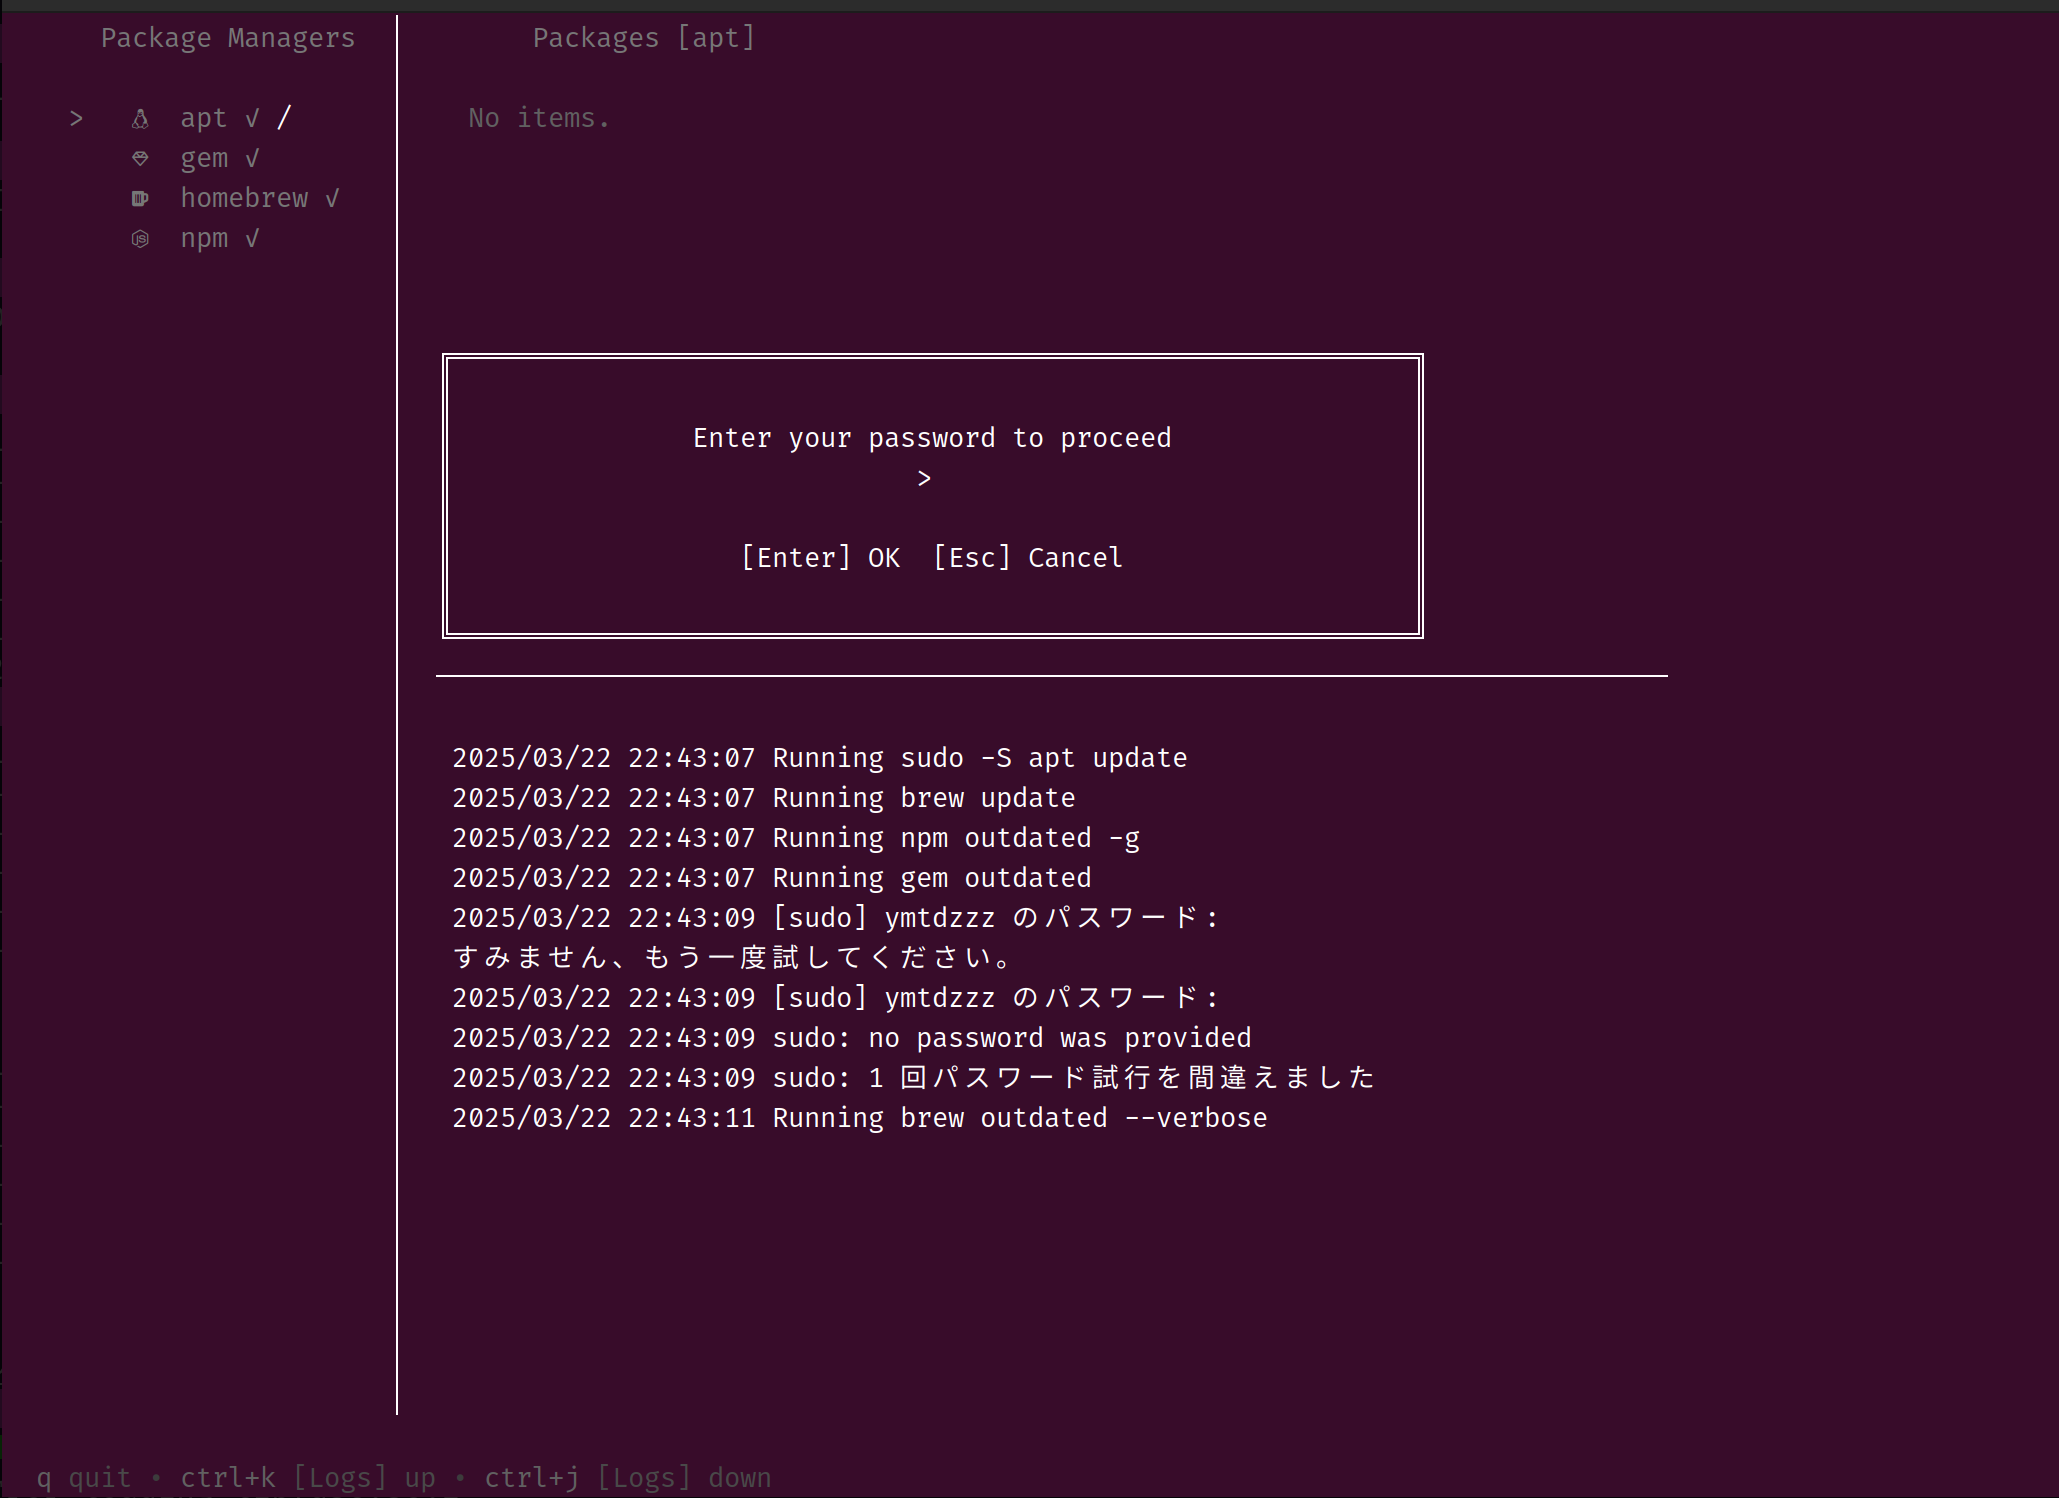 Package Managers
> apt √ /
gem √
homebrew √
npm √
Packages [apt]
No items.
Enter your password to proceed
>
[Enter] OK  [Esc] Cancel
2025/03/22 22:43:07 Running sudo -S apt update
2025/03/22 22:43:07 Running brew update
2025/03/22 22:43:07 Running npm outdated -g
2025/03/22 22:43:07 Running gem outdated
2025/03/22 22:43:09 [sudo] ymtdzzz のパスワード:
すみません、もう一度試してください。
2025/03/22 22:43:09 [sudo] ymtdzzz のパスワード:
2025/03/22 22:43:09 sudo: no password was provided
2025/03/22 22:43:09 sudo: 1 回パスワード試行を間違えました
2025/03/22 22:43:11 Running brew outdated --verbose
q quit • ctrl+k [Logs] up • ctrl+j [Logs] down